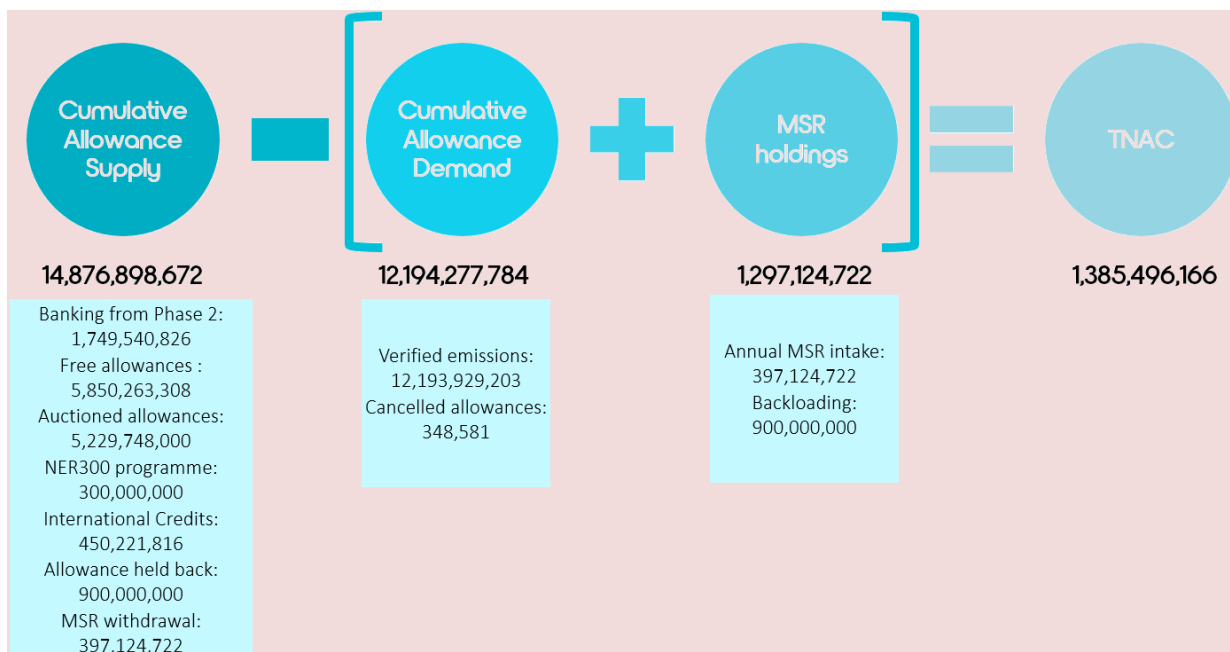 Cumulative
Allowance
Supply
Cumulative
Allowance
Demand
MSR
holdings
TNAC
14,876,898,672
12,194,277,784
1,297,124,722
1,385,496,166
Banking from Phase 2:
1,749,540,826
Free allowances :
5,850,263,308
Auctioned allowances:
5,229,748,000
NER300 programme:
300,000,000
International Credits:
450,221,816
Allowance held back:
900,000,000
MSR withdrawal:
397,124,722
Verified emissions:
12,193,929,203
Cancelled allowances:
348,581
Annual MSR intake:
397,124,722
Backloading:
900,000,000